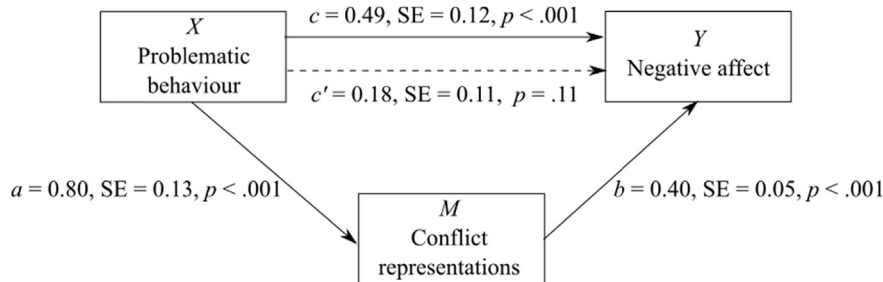 X
Problematic
behaviour
c = 0.49, SE = 0.12, p < .001
c′ = 0.18, SE = 0.11, p = .11
Y
Negative affect
a = 0.80, SE = 0.13, p < .001
b = 0.40, SE = 0.05, p < .001
M
Conflict
representations